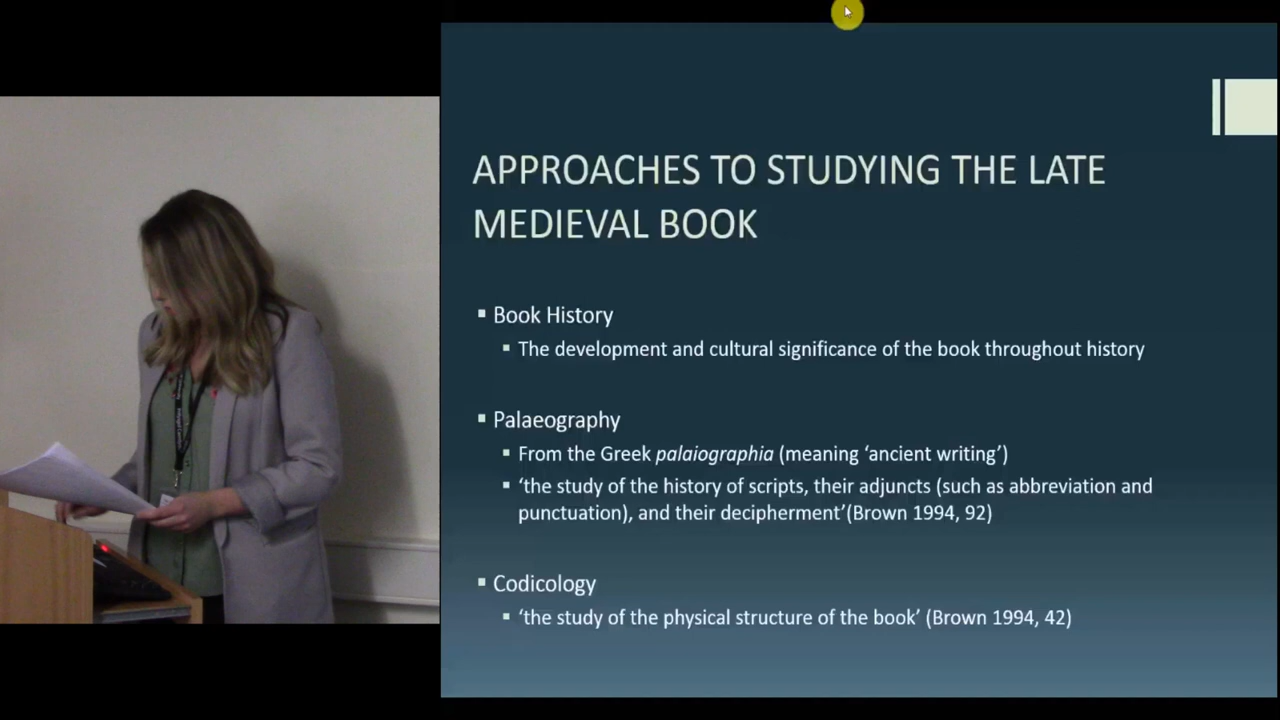 APPROACHES TO STUDYING THE LATE
MEDIEVAL BOOK
▪ Book History
▪ The development and cultural significance of the book throughout history
▪ Palaeography
▪ From the Greek palaiographia (meaning ‘ancient writing’)
▪ ‘the study of the history of scripts, their adjuncts (such as abbreviation and
punctuation), and their decipherment’(Brown 1994, 92)
▪ Codicology
▪ ‘the study of the physical structure of the book’ (Brown 1994, 42)